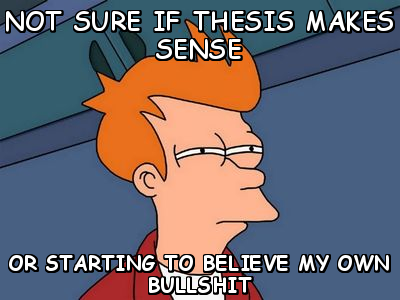 NOT SURE IF THESIS MAKES
SENSE
OR STARTING TO BELIEVE MY OWN
BULLSHIT